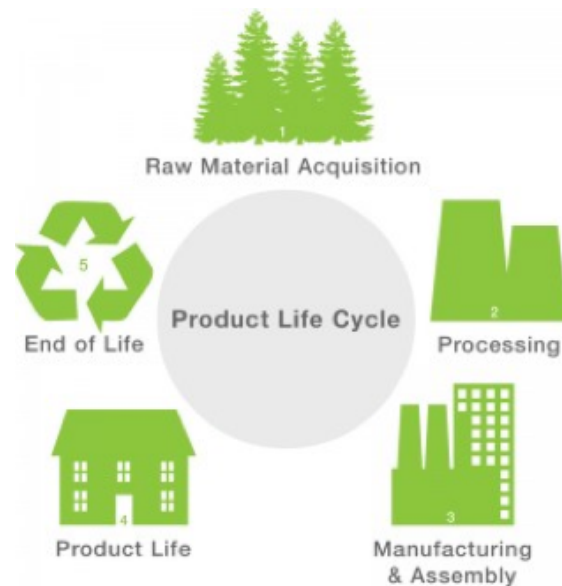 1
Raw Material Acquisition
2
Processing
3
Manufacturing
& Assembly
4
Product Life
5
End of Life
Product Life Cycle